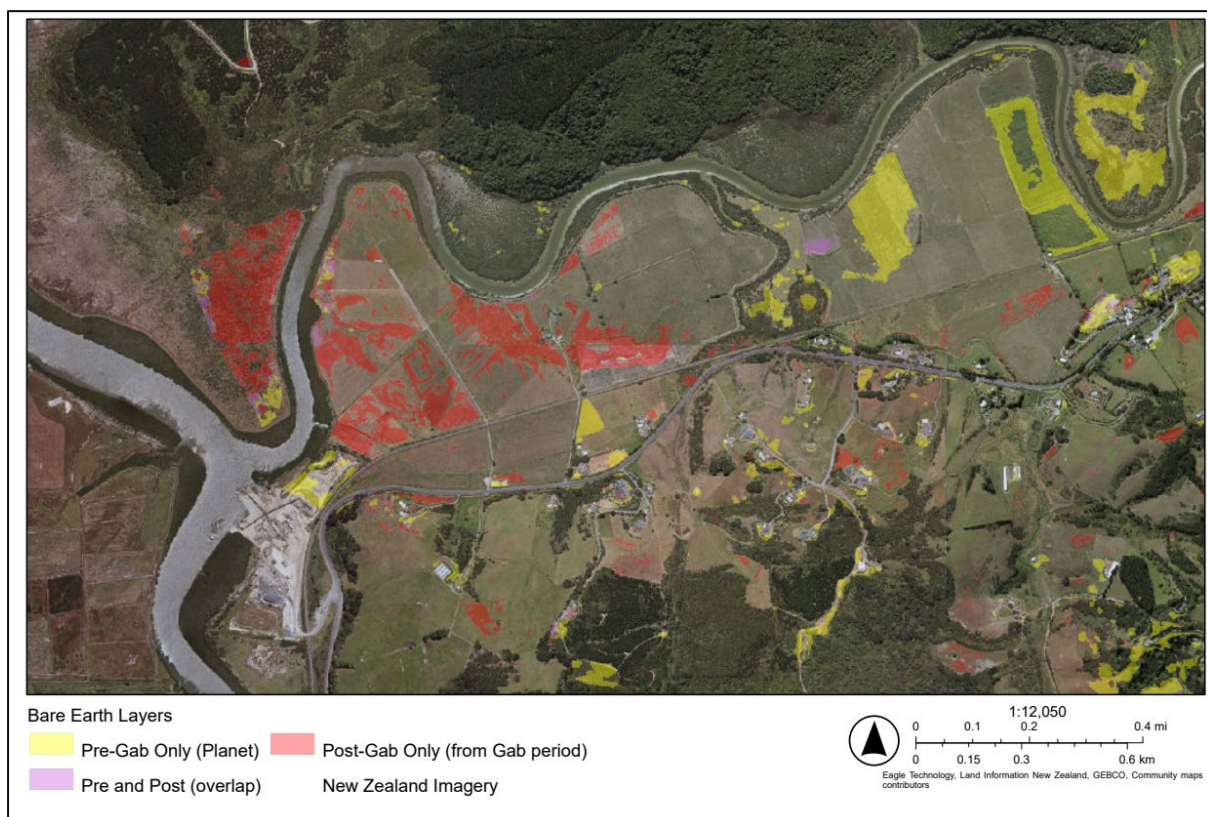 Bare Earth Layers
Pre-Gab Only (Planet)
Post-Gab Only (from Gab period)
Pre and Post (overlap)
New Zealand Imagery
1:12,050
0 0.1 0.2 0.4 mi
0 0.15 0.3 0.6 km
Eagle Technology, Land Information New Zealand, GEBCO, Community maps
contributors